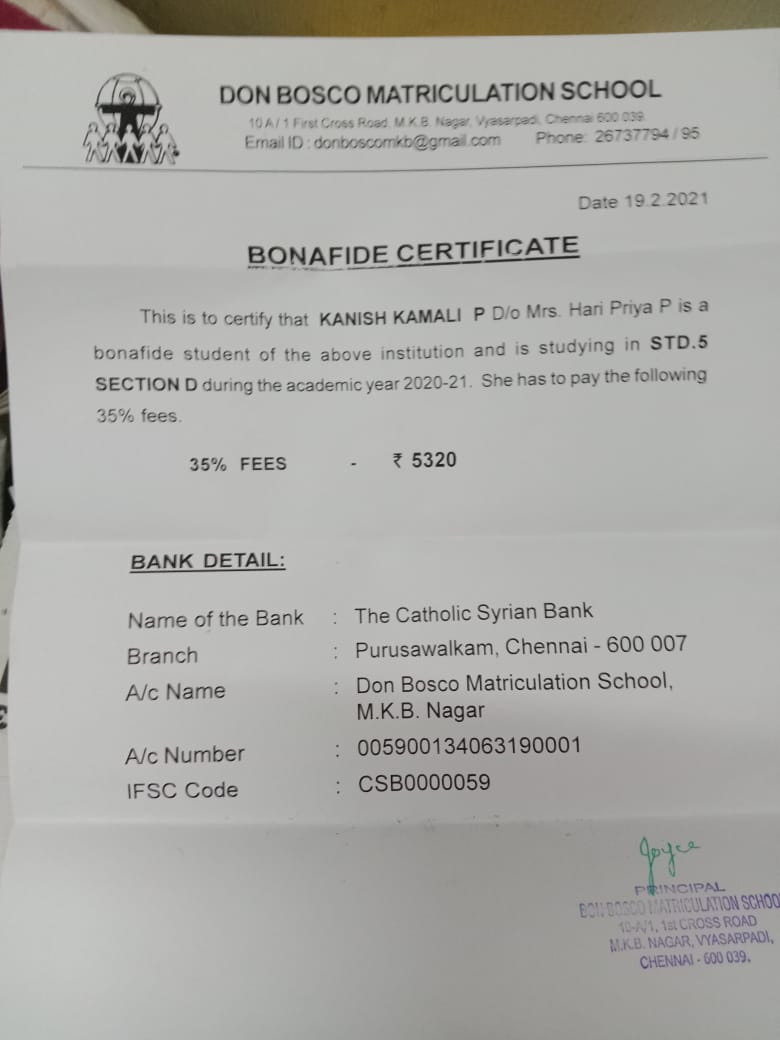 DON BOSCO MATRICULATION SCHOOL
10 A / 1 First Cross Road. M.K.B. Nagar, Vyasarpadi, Chennai 600 039.
Email ID : donboscomkb@gmail.com Phone: 26737794 / 95
Date 19.2.2021
BONAFIDE CERTIFICATE
This is to certify that KANISH KAMALI P D/o Mrs. Hari Priya P is a
bonafide student of the above institution and is studying in STD.5
SECTION D during the academic year 2020-21. She has to pay the following
35% fees.
35% FEES - ₹ 5320
BANK DETAIL:
Name of the Bank : The Catholic Syrian Bank
Branch : Purusawalkam, Chennai - 600 007
A/c Name : Don Bosco Matriculation School,
M.K.B. Nagar
A/c Number : 005900134063190001
IFSC Code : CSB0000059
Joyce
PRINCIPAL
DON BOSCO MATRICULATION SCHOO
10-A/1, 1st CROSS ROAD
M.K.B. NAGAR, VYASARPADI,
CHENNAI - 600 039.